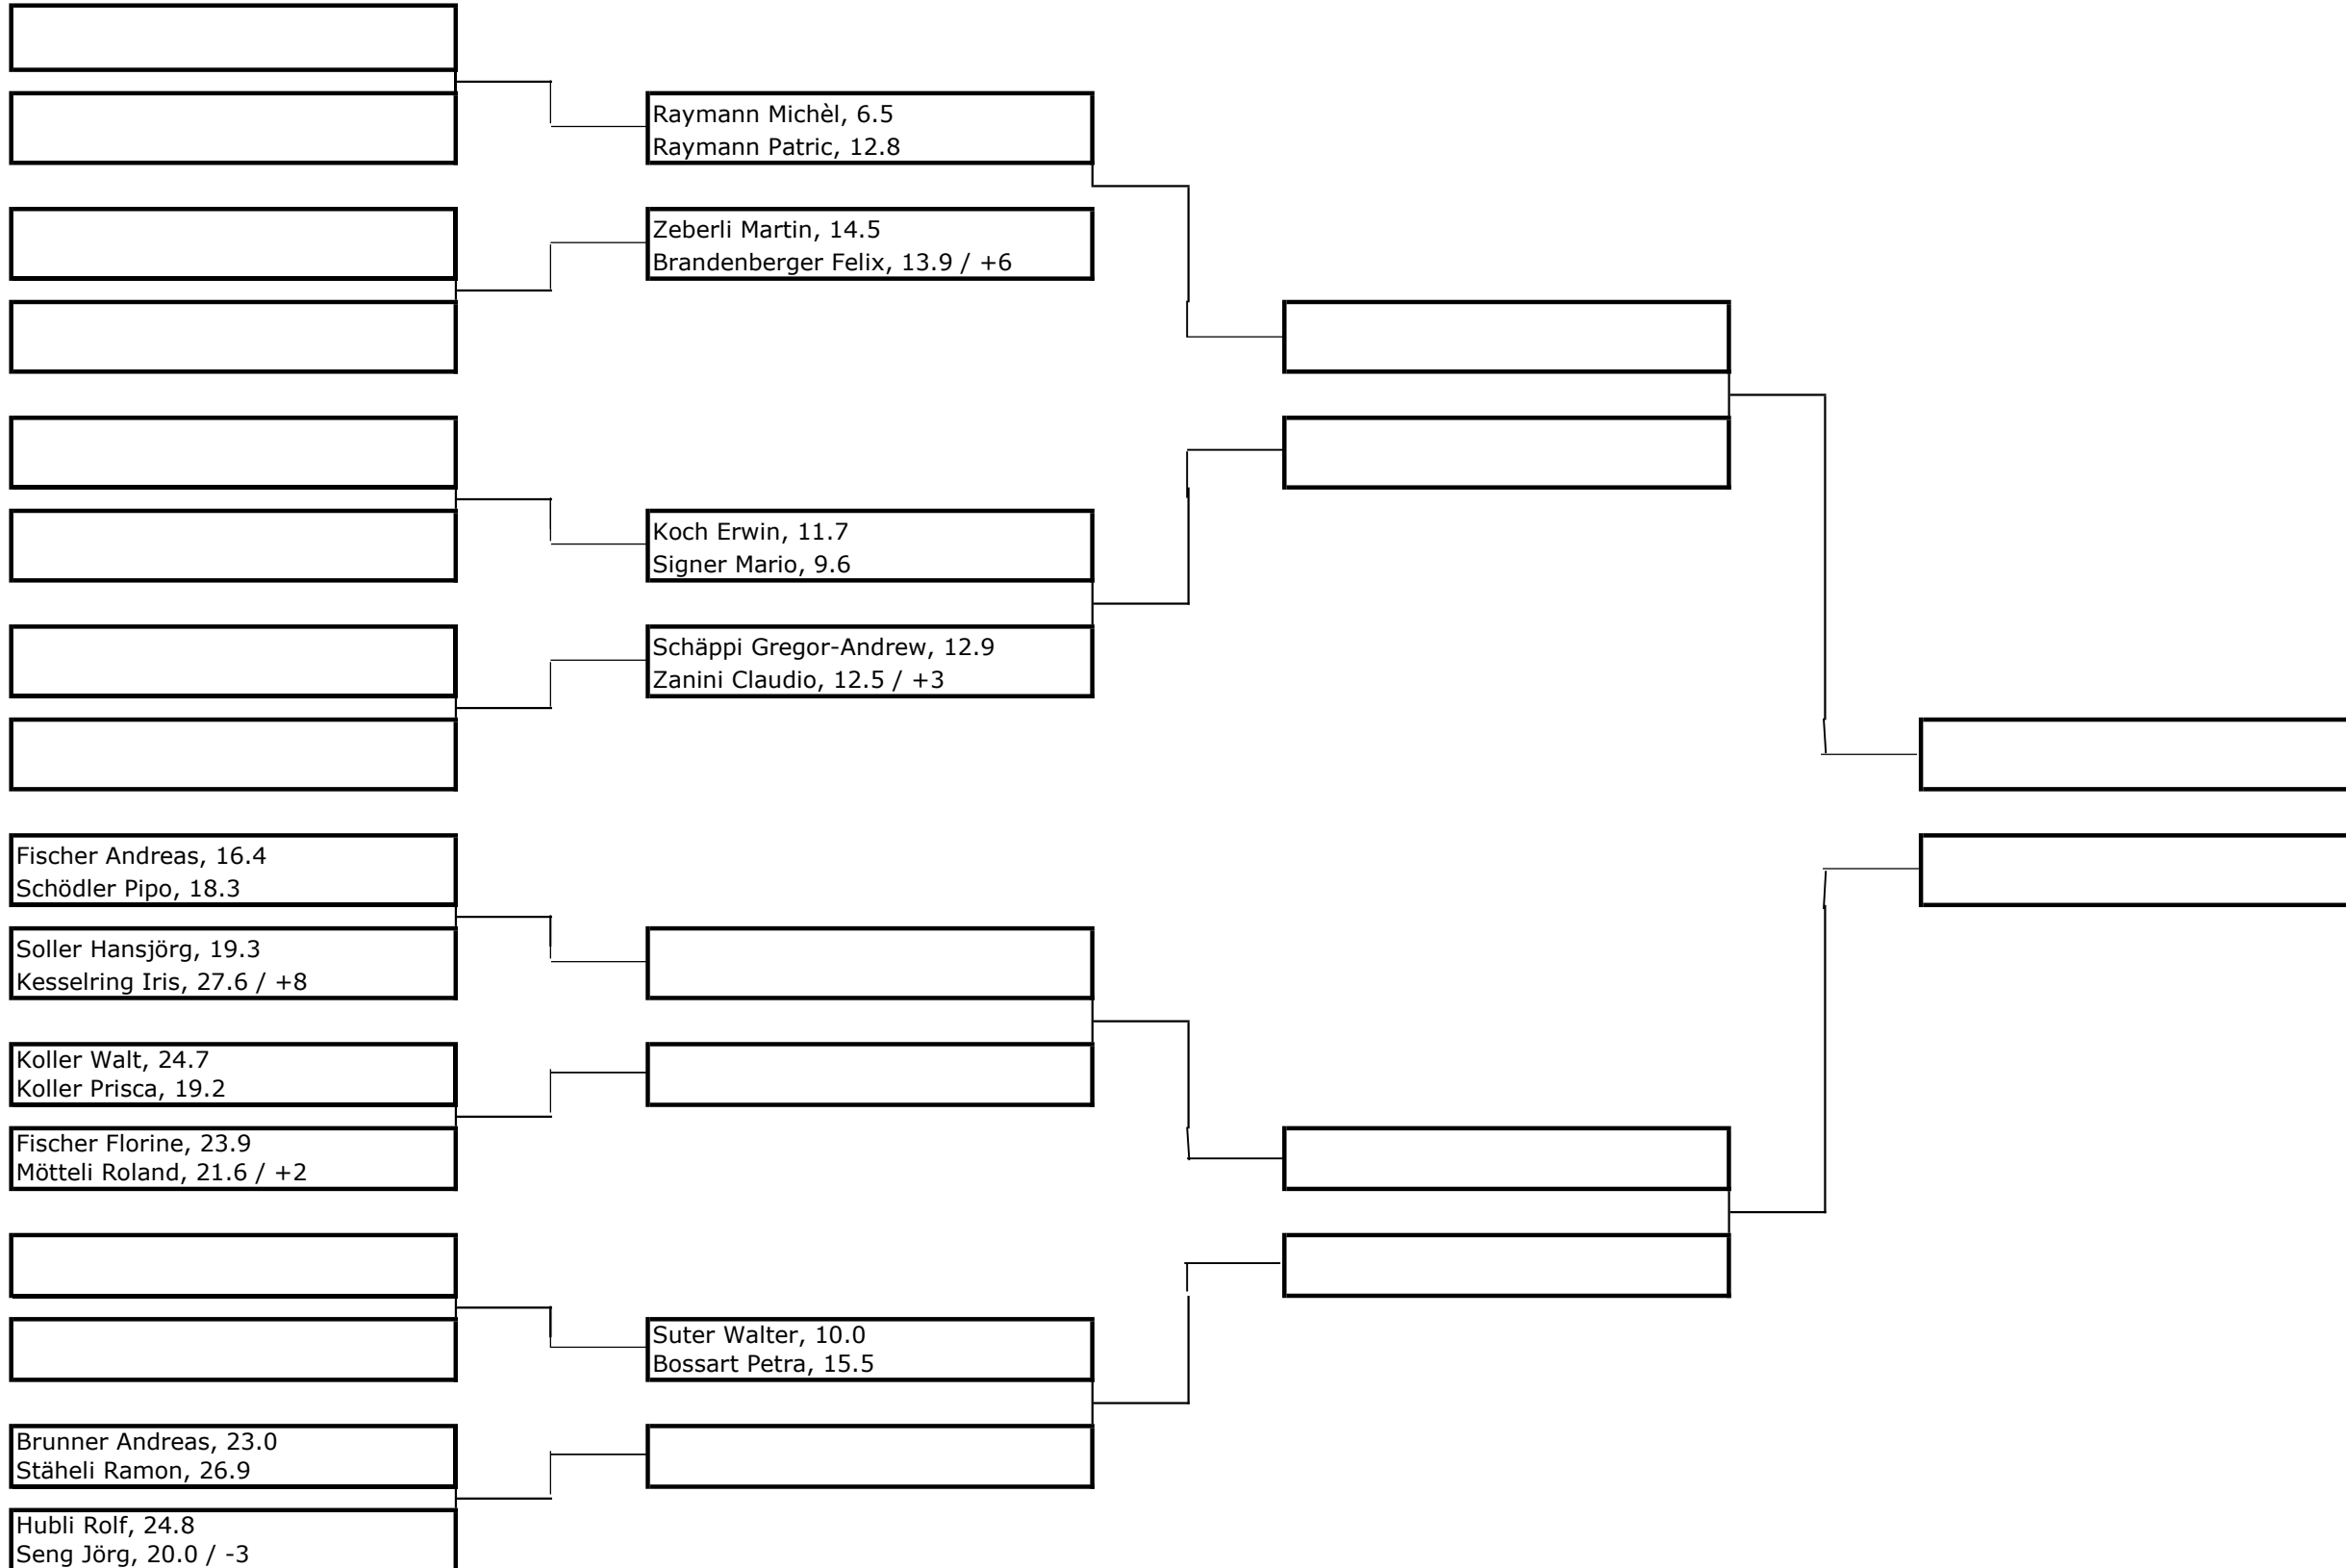 Raymann Michèl, 6.5
Raymann Patric, 12.8
Zeberli Martin, 14.5
Brandenberger Felix, 13.9 / +6
Koch Erwin, 11.7
Signer Mario, 9.6
Schäppi Gregor-Andrew, 12.9
Zanini Claudio, 12.5 / +3
Fischer Andreas, 16.4
Schödler Pipo, 18.3
Soller Hansjörg, 19.3
Kesselring Iris, 27.6 / +8
Koller Walt, 24.7
Koller Prisca, 19.2
Fischer Florine, 23.9
Mötteli Roland, 21.6 / +2
Suter Walter, 10.0
Bossart Petra, 15.5
Brunner Andreas, 23.0
Stäheli Ramon, 26.9
Hubli Rolf, 24.8
Seng Jörg, 20.0 / -3